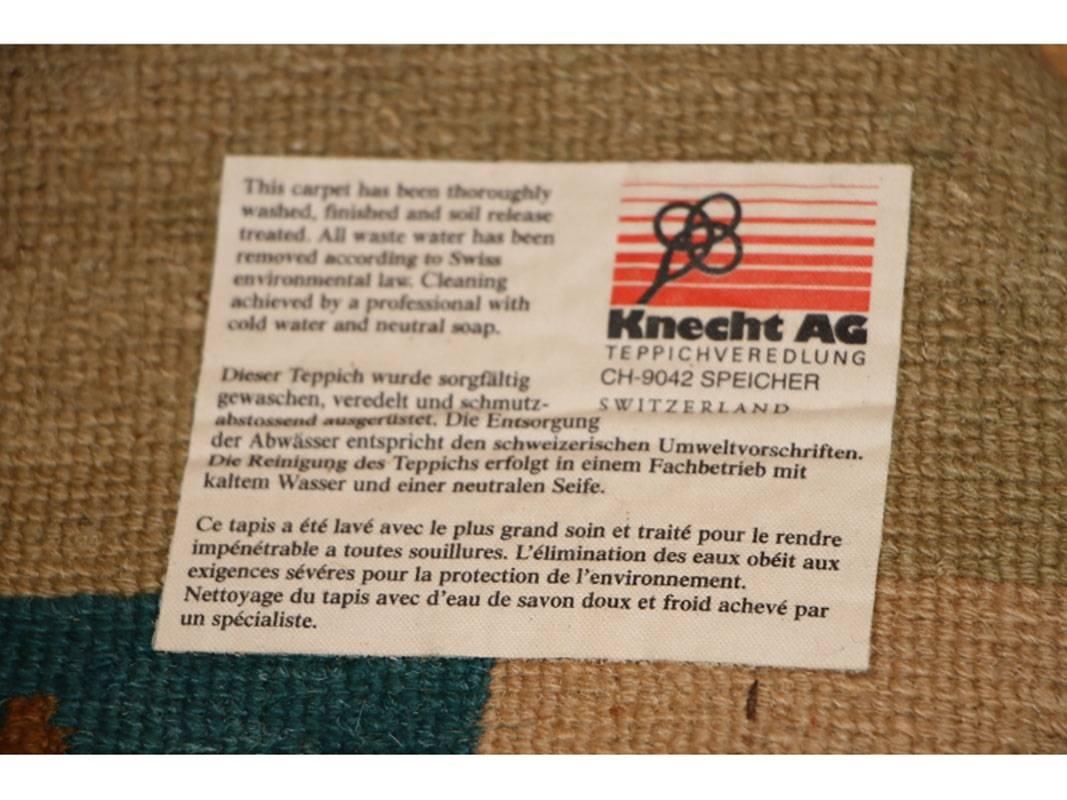 This carpet has been thoroughly
washed, finished and soil release
treated. All waste water has been
removed according to Swiss
environmental law. Cleaning
achieved by a professional with
cold water and neutral soap.
Knecht AG
TEPPICHVEREDLUNG
CH-9042 SPEICHER
SWITZERLAND
Dieser Teppich wurde sorgfältig
gewaschen, veredelt und schmutz-
abstossend ausgerüstet. Die Entsorgung
der Abwässer entspricht den schweizerischen Umweltvorschriften.
Die Reinigung des Teppichs erfolgt in einem Fachbetrieb mit
kaltem Wasser und einer neutralen Seife.
Ce tapis a été lavé avec le plus grand soin et traité pour le rendre
impénétrable a toutes souillures. L'élimination des eaux obéit aux
exigences sévéres pour la protection de l'environnement.
Nettoyage du tapis avec d'eau de savon doux et froid achevé par
un spécialiste.